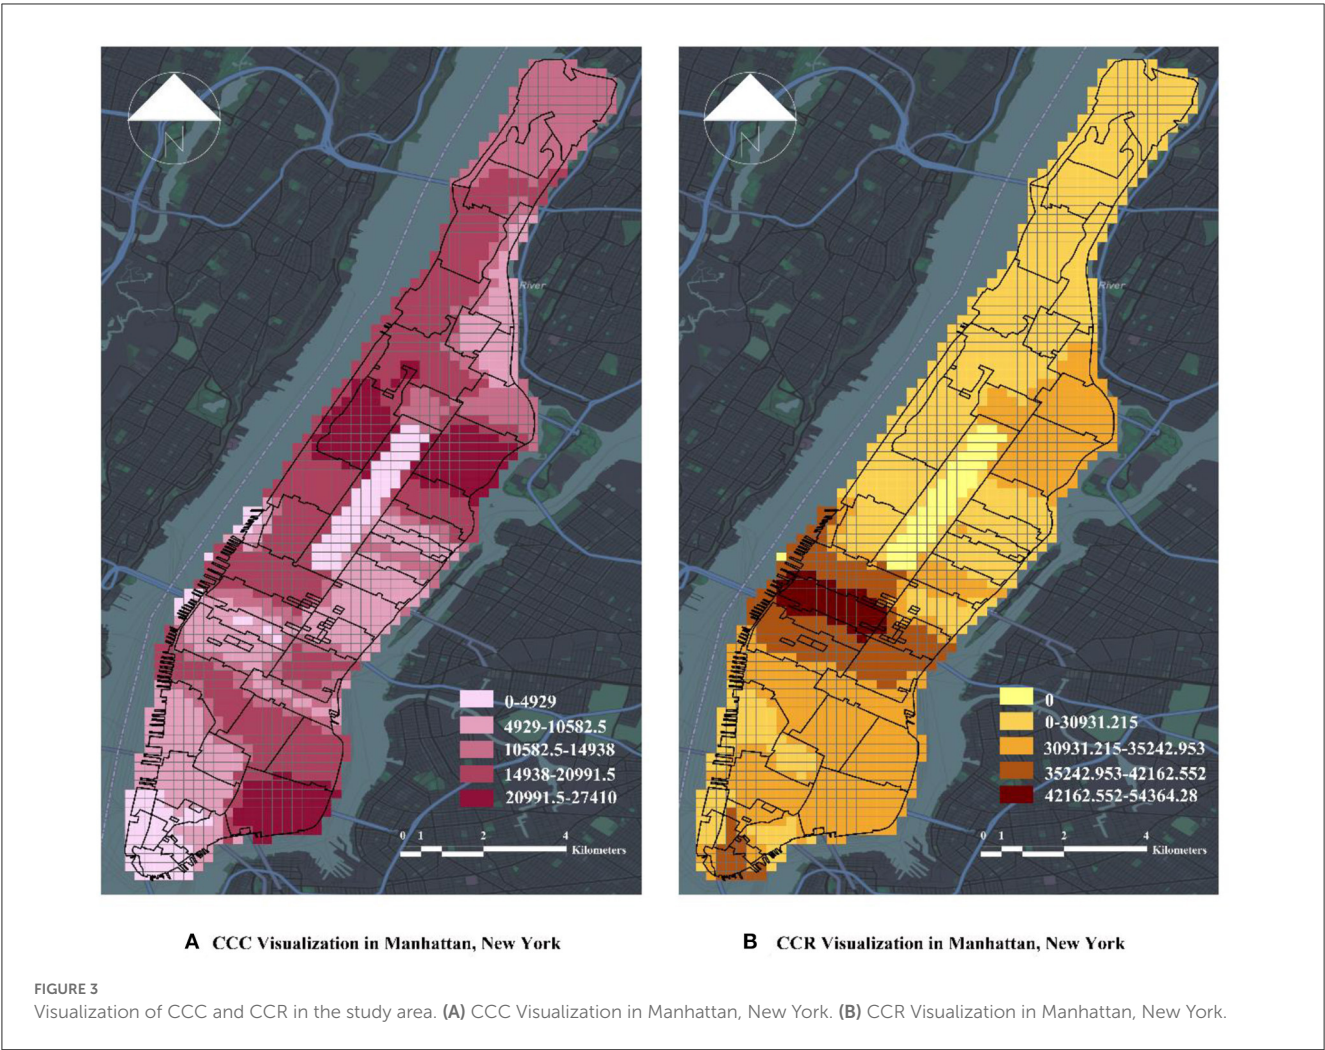 N
River
0-4929
4929-10582.5
10582.5-14938
14938-20991.5
20991.5-27410
0 1 2 4
Kilometers
N
River
0
0-30931.215
30931.215-35242.953
35242.953-42162.552
42162.552-54364.28
0 1 2 4
Kilometers
A CCC Visualization in Manhattan, New York
B CCR Visualization in Manhattan, New York
FIGURE 3
Visualization of CCC and CCR in the study area. (A) CCC Visualization in Manhattan, New York. (B) CCR Visualization in Manhattan, New York.